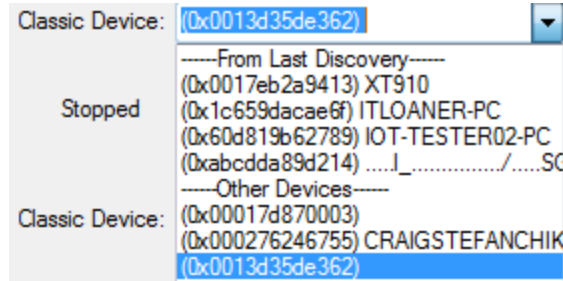 Classic Device: (0x0013d35de362)
------From Last Discovery------
(0x0017eb2a9413) XT910
Stopped (0x1c659dacae6f) ITLOANER-PC
(0x60d819b62789) IOT-TESTER02-PC
(0xabcdda89d214) .....I_.............../.....SG
------Other Devices------
Classic Device: (0x00017d870003)
(0x000276246755) CRAIGSTEFANCHIK
(0x0013d35de362)